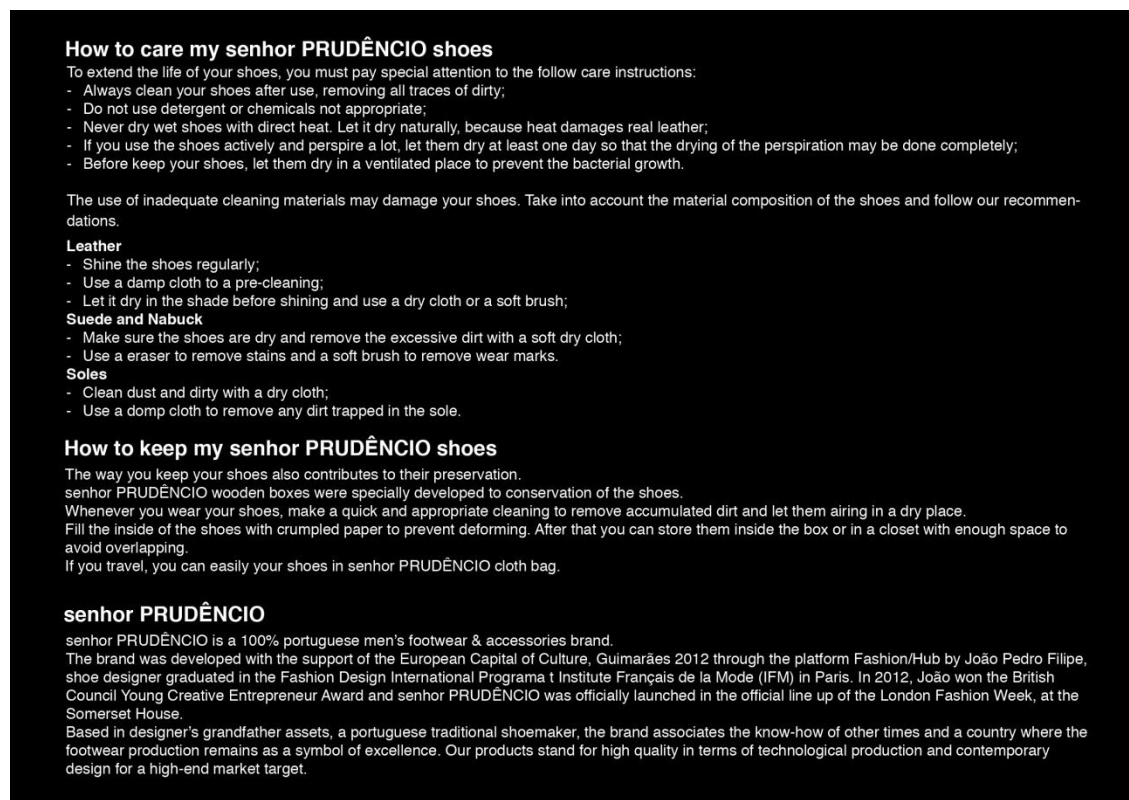 How to care my senhor PRUDÊNCIO shoes
To extend the life of your shoes, you must pay special attention to the follow care instructions:
- Always clean your shoes after use, removing all traces of dirty;
- Do not use detergent or chemicals not appropriate;
- Never dry wet shoes with direct heat. Let it dry naturally, because heat damages real leather;
- If you use the shoes actively and perspire a lot, let them dry at least one day so that the drying of the perspiration may be done completely;
- Before keep your shoes, let them dry in a ventilated place to prevent the bacterial growth.
The use of inadequate cleaning materials may damage your shoes. Take into account the material composition of the shoes and follow our recommen-
dations.
Leather
- Shine the shoes regularly;
- Use a damp cloth to a pre-cleaning;
- Let it dry in the shade before shining and use a dry cloth or a soft brush;
Suede and Nabuck
- Make sure the shoes are dry and remove the excessive dirt with a soft dry cloth;
- Use a eraser to remove stains and a soft brush to remove wear marks.
Soles
- Clean dust and dirty with a dry cloth;
- Use a domp cloth to remove any dirt trapped in the sole.
How to keep my senhor PRUDÊNCIO shoes
The way you keep your shoes also contributes to their preservation.
senhor PRUDÊNCIO wooden boxes were specially developed to conservation of the shoes.
Whenever you wear your shoes, make a quick and appropriate cleaning to remove accumulated dirt and let them airing in a dry place.
Fill the inside of the shoes with crumpled paper to prevent deforming. After that you can store them inside the box or in a closet with enough space to
avoid overlapping.
If you travel, you can easily your shoes in senhor PRUDÊNCIO cloth bag.
senhor PRUDÊNCIO
senhor PRUDÊNCIO is a 100% portuguese men's footwear & accessories brand.
The brand was developed with the support of the European Capital of Culture, Guimarães 2012 through the platform Fashion/Hub by João Pedro Filipe,
shoe designer graduated in the Fashion Design International Programa t Institute Français de la Mode (IFM) in Paris. In 2012, João won the British
Council Young Creative Entrepreneur Award and senhor PRUDÊNCIO was officially launched in the official line up of the London Fashion Week, at the
Somerset House.
Based in designer's grandfather assets, a portuguese traditional shoemaker, the brand associates the know-how of other times and a country where the
footwear production remains as a symbol of excellence. Our products stand for high quality in terms of technological production and contemporary
design for a high-end market target.